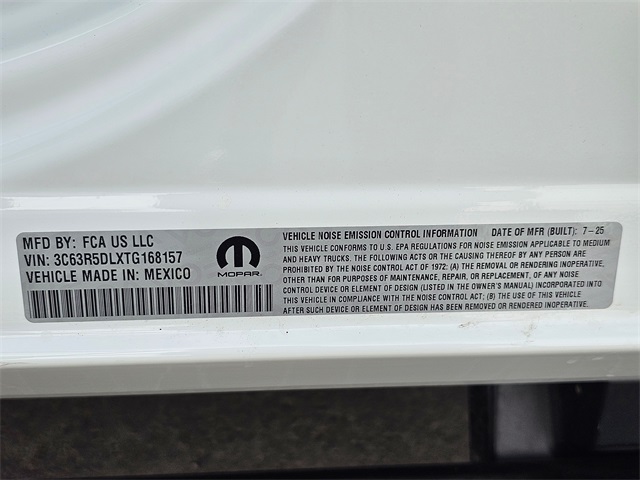 MFD BY: FCA US LLC
VIN: 3C63R5DLXTG168157
VEHICLE MADE IN: MEXICO
MOPAR
VEHICLE NOISE EMISSION CONTROL INFORMATION DATE OF MFR (BUILT): 7-25
THIS VEHICLE CONFORMS TO U.S. EPA REGULATIONS FOR NOISE EMISSION APPLICABLE TO MEDIUM
AND HEAVY TRUCKS. THE FOLLOWING ACTS OR THE CAUSING THEREOF BY ANY PERSON
ARE PROHIBITED BY THE NOISE CONTROL ACT OF 1972: (A) THE REMOVAL OR RENDERING INOPERATIVE,
OTHER THAN FOR PURPOSES OF MAINTENANCE, REPAIR, OR REPLACEMENT, OF ANY NOISE
CONTROL DEVICE OR ELEMENT OF DESIGN (LISTED IN THE OWNER'S MANUAL) INCORPORATED INTO
THIS VEHICLE IN COMPLIANCE WITH THE NOISE CONTROL ACT; (B) THE USE OF THIS VEHICLE
AFTER SUCH DEVICE OR ELEMENT OF DESIGN HAS BEEN REMOVED OR RENDERED INOPERATIVE.